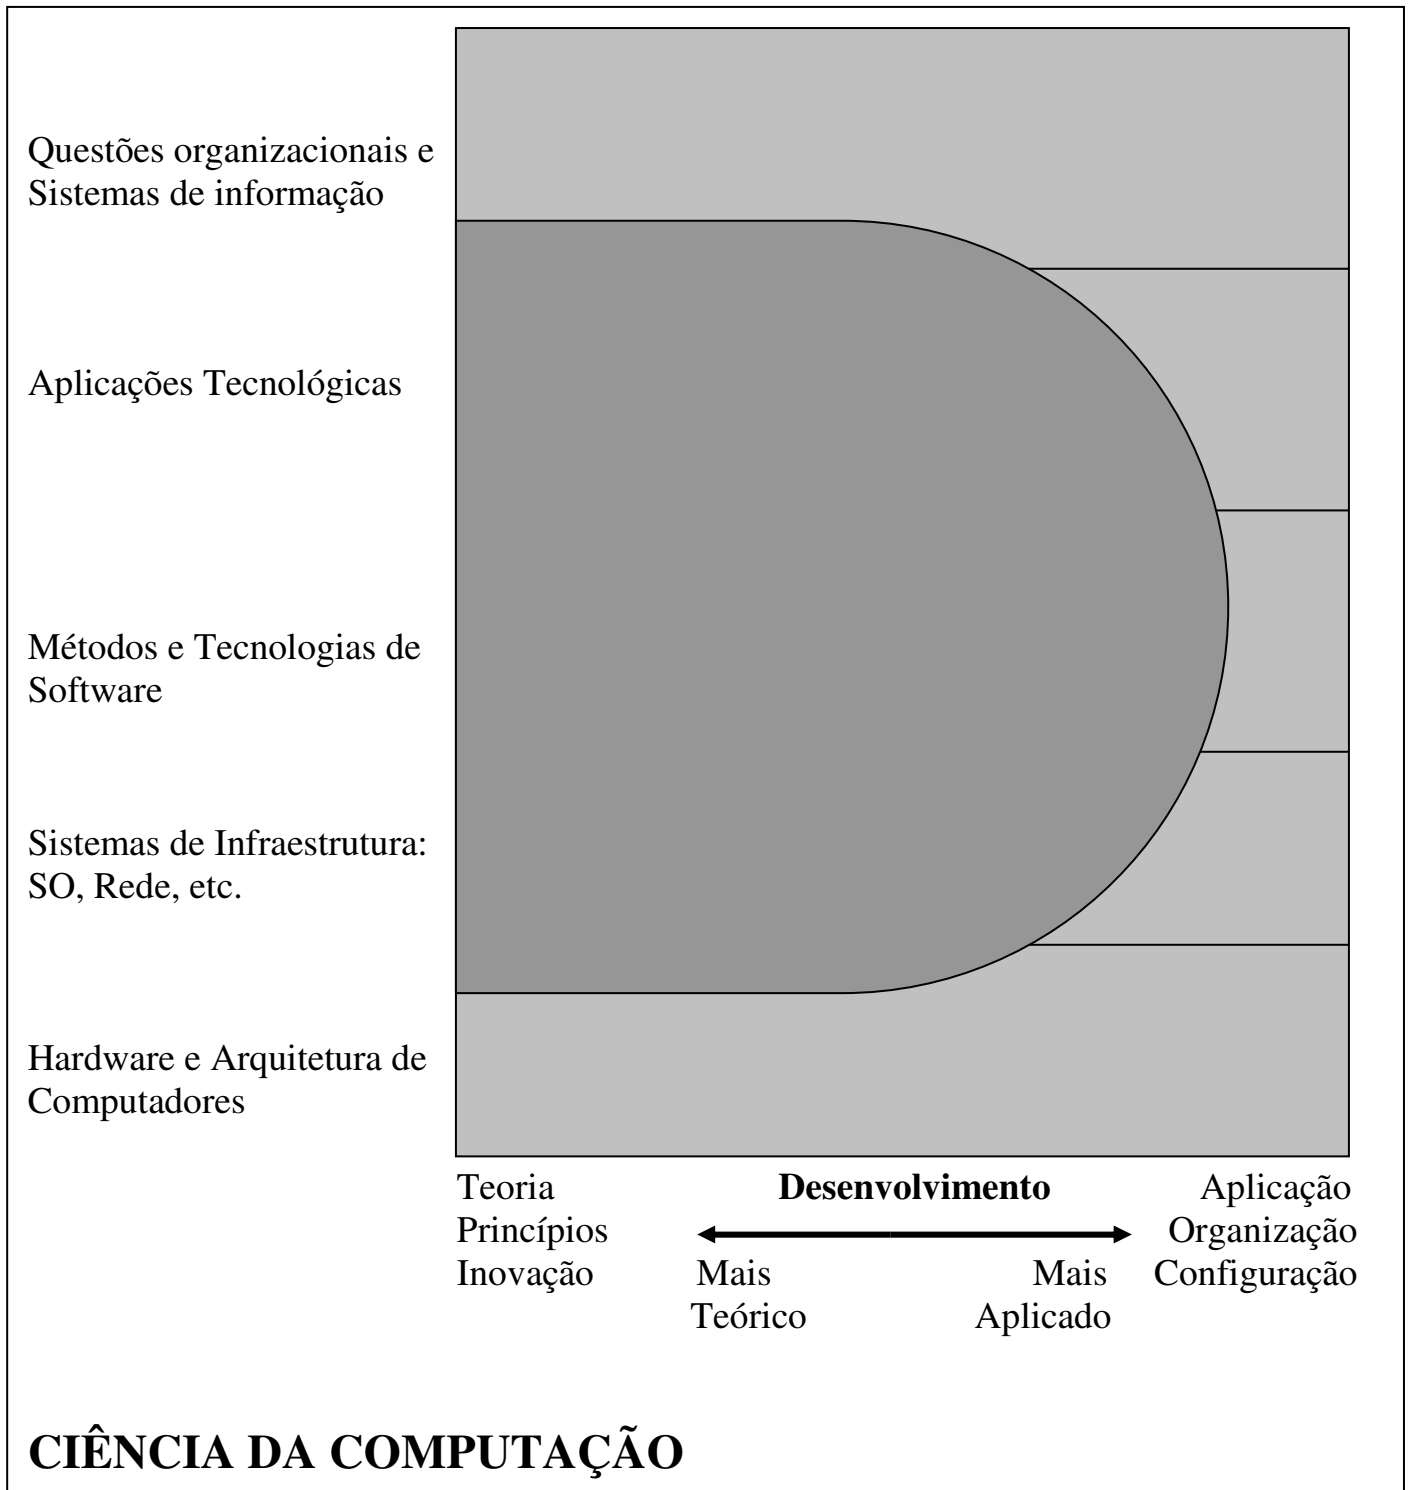 Questões organizacionais e
Sistemas de informação
Aplicações Tecnológicas
Métodos e Tecnologias de
Software
Sistemas de Infraestrutura:
SO, Rede, etc.
Hardware e Arquitetura de
Computadores
Teoria
Princípios
Inovação
Desenvolvimento
Mais
Teórico
Mais
Aplicado
Aplicação
Organização
Configuração
CIÊNCIA DA COMPUTAÇÃO